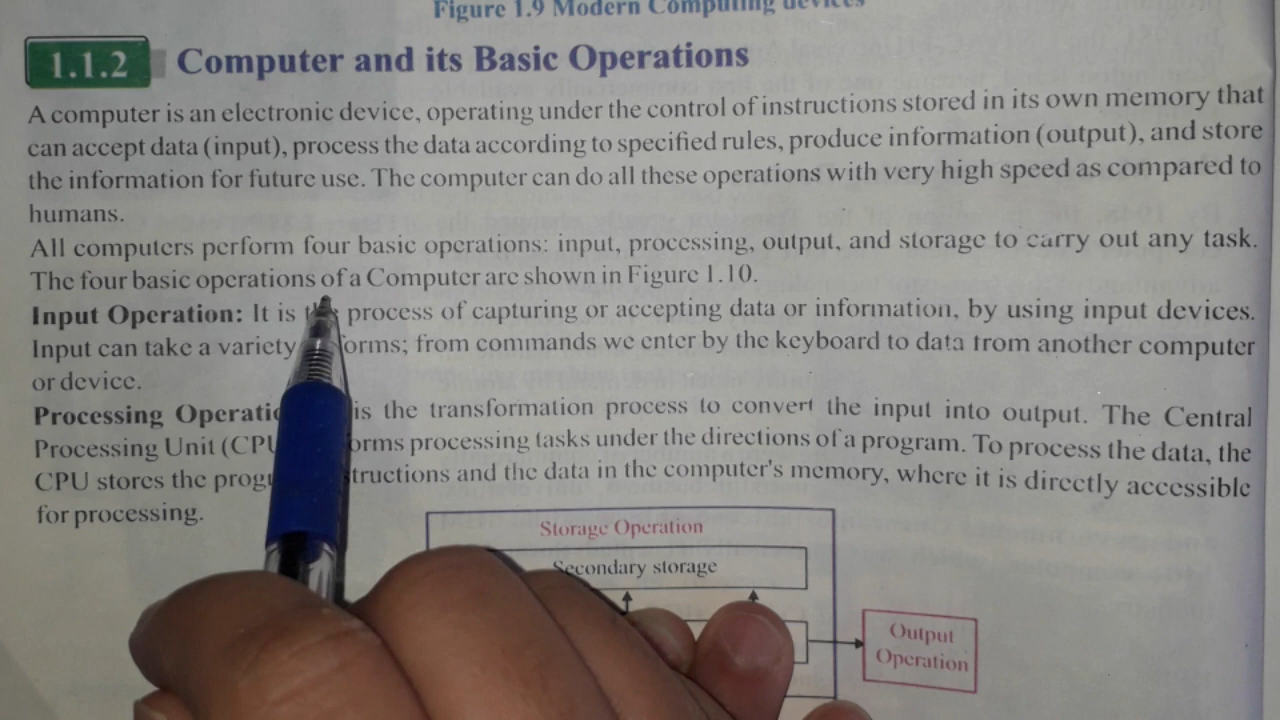 Figure 1.9 Modern Computing devices
1.1.2 Computer and its Basic Operations
A computer is an electronic device, operating under the control of instructions stored in its own memory that
can accept data (input), process the data according to specified rules, produce information (output), and store
the information for future use. The computer can do all these operations with very high speed as compared to
humans.
All computers perform four basic operations: input, processing, output, and storage to carry out any task.
The four basic operations of a Computer are shown in Figure 1.10.
Input Operation: It is process of capturing or accepting data or information, by using input devices.
Input can take a variety forms; from commands we enter by the keyboard to data from another computer
or device.
Processing is the transformation process to convert the input into output. The Central
Processing Unit (CPU processing tasks under the directions of a program. To process the data, the
CPU stores the and the data in the computer's memory, where it is directly accessible
for processing.
Storage Operation
Secondary storage
Output
Operation